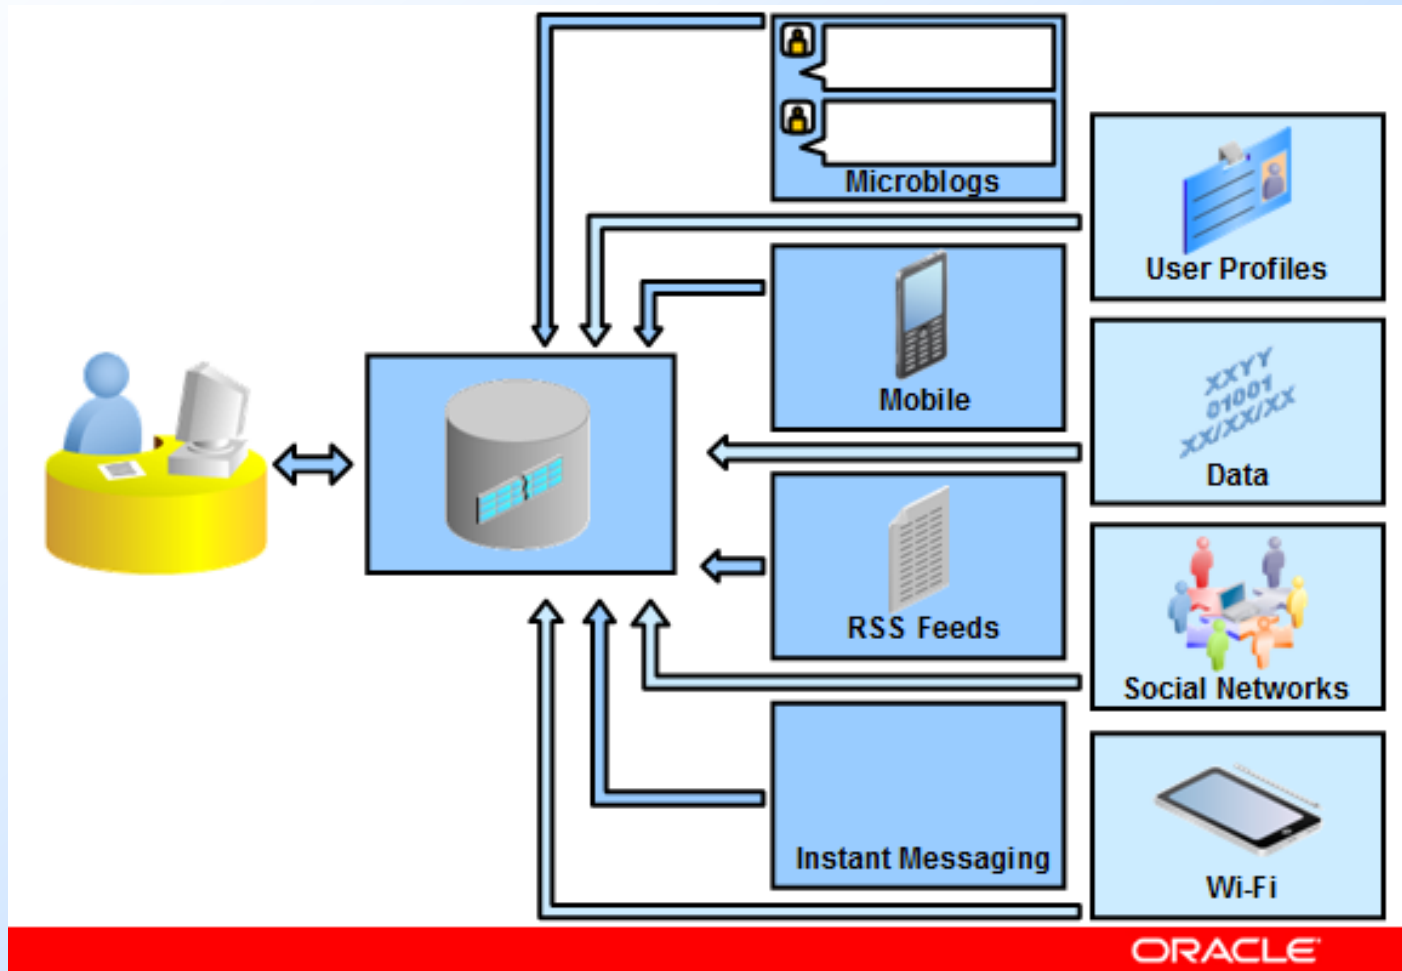 Microblogs
User Profiles
Mobile
XXYY
01001
XX/XX/XX
Data
RSS Feeds
Social Networks
Instant Messaging
Wi-Fi
ORACLE